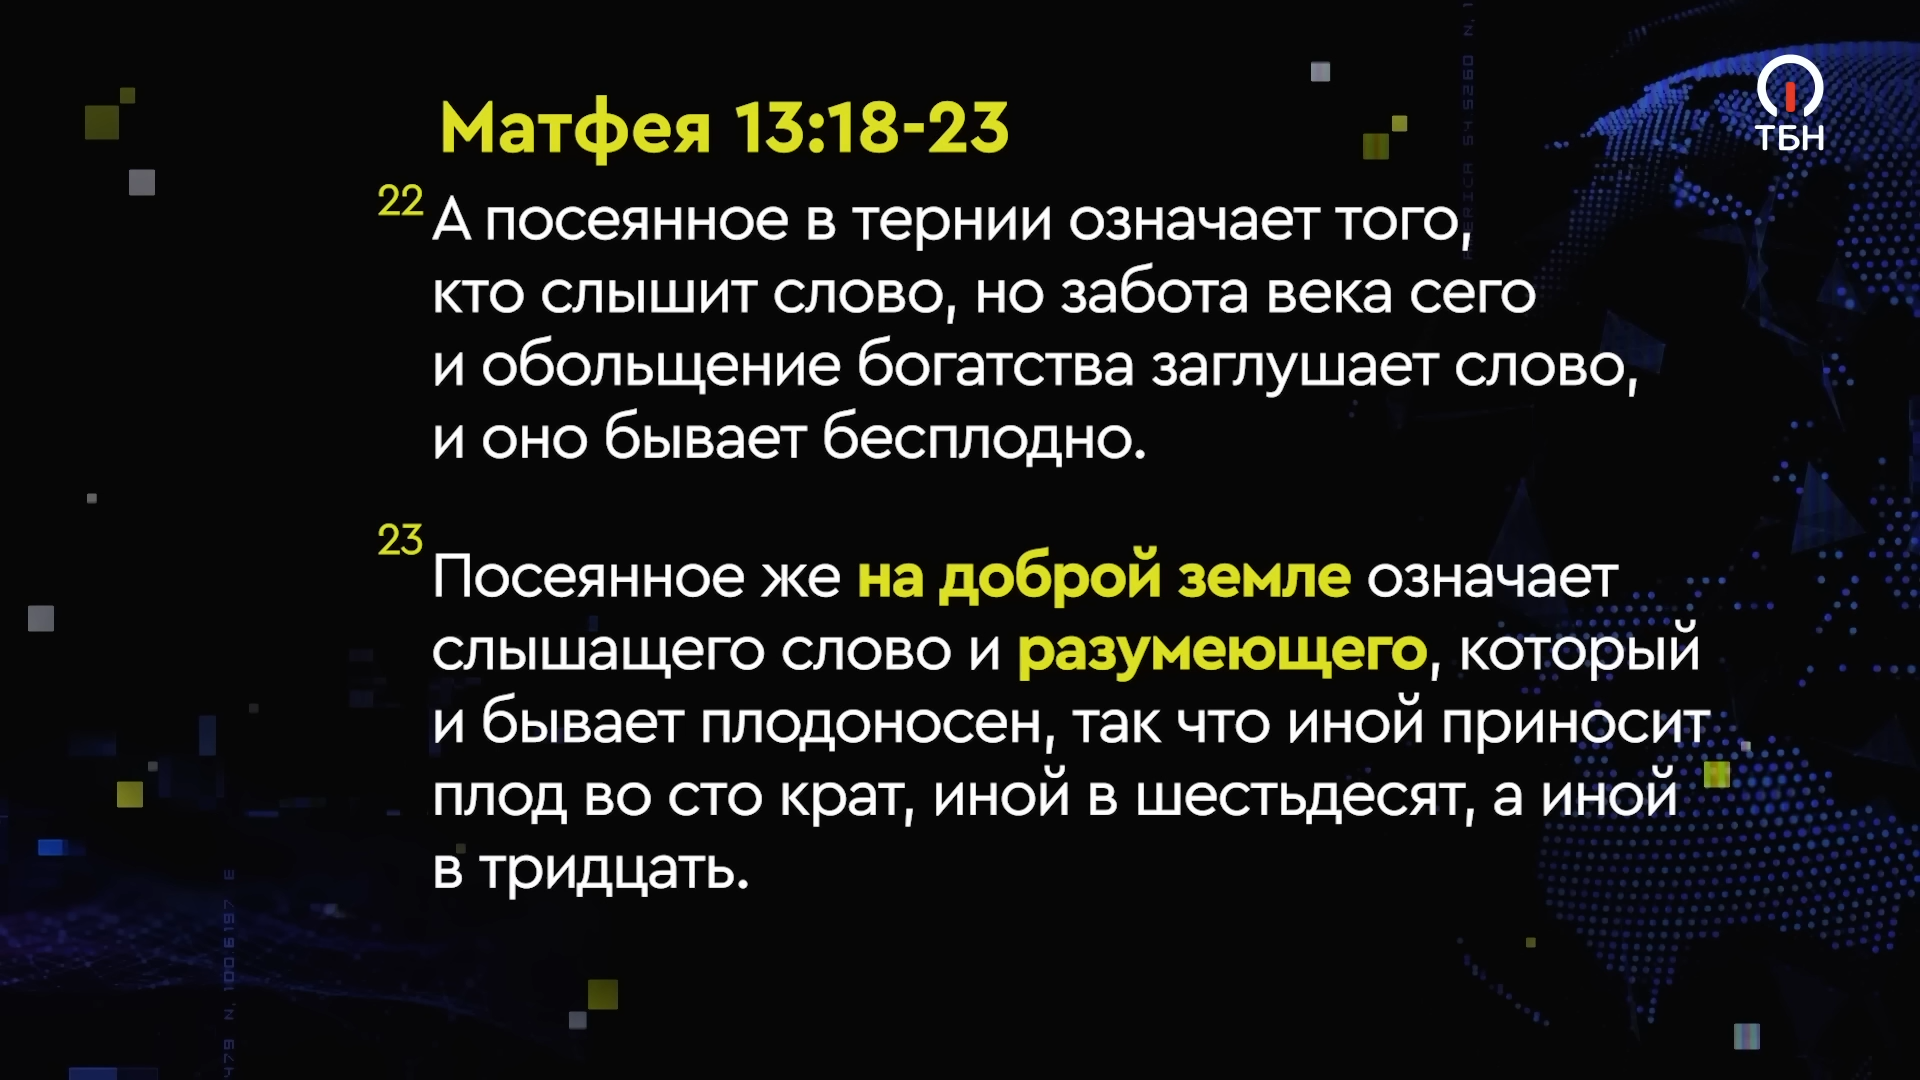 Матфея 13:18-23
ТБН
22 А посеянное в тернии означает того,
кто слышит слово, но забота века сего
и обольщение богатства заглушает слово,
и оно бывает бесплодно.
23 Посеянное же на доброй земле означает
слышащего слово и разумеющего, который
и бывает плодоносен, так что иной приносит
плод во сто крат, иной в шестьдесят, а иной
в тридцать.